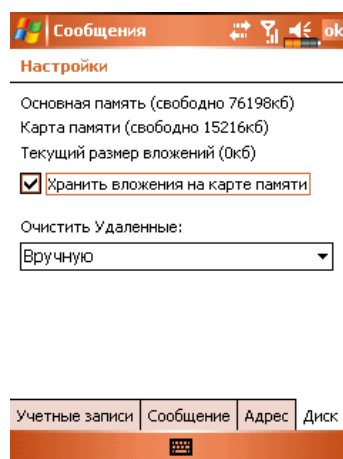 Сообщения ok
Настройки
Основная память (свободно 76198кб)
Карта памяти (свободно 15216кб)
Текущий размер вложений (0кб)
Хранить вложения на карте памяти
Очистить Удаленные:
Вручную
Учетные записи Сообщение Адрес Диск